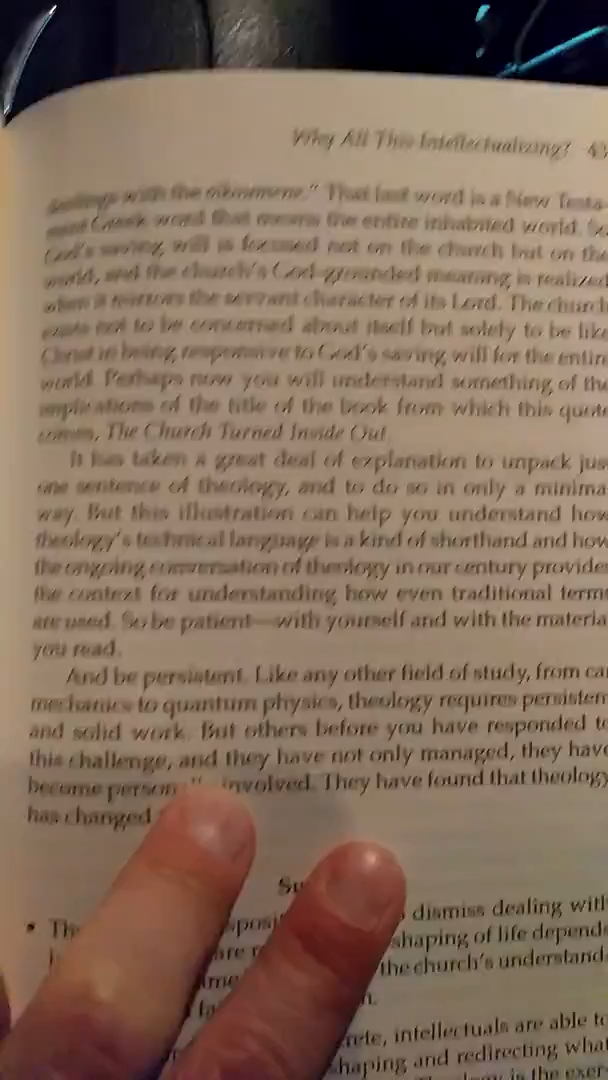 Why All This Intellectualizing? 43
dealings with the oikoumene." That last word is a New Testa-
ment Greek word that means the entire inhabited world. So
God's saving will is focused not on the church but on the
world, and the church's God-grounded meaning is realized
when it mirrors the servant character of its Lord. The church
exists not to be concerned about itself but solely to be like
Christ in being responsive to God's saving will for the entir
world. Perhaps now you will understand something of the
implications of the title of the book from which this quote
comes, The Church Turned Inside Out.
It has taken a great deal of explanation to unpack jus
one sentence of theology, and to do so in only a minima
way. But this illustration can help you understand how
theology's technical language is a kind of shorthand and how
the ongoing conversation of theology in our century provide
the context for understanding how even traditional term
are used. So be patient—with yourself and with the materia
you read.
And be persistent. Like any other field of study, from car
mechanics to quantum physics, theology requires persisten
and solid work. But others before you have responded to
this challenge, and they have not only managed, they have
become person involved. They have found that theology
has changed
Su
dismiss dealing with
shaping of life depend
the church's understand
crete, intellectuals are able to
shaping and redirecting what
is the exer